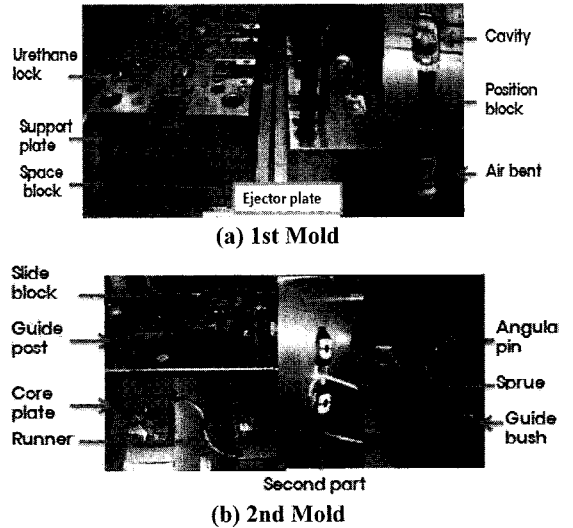 Urethane
lock
Support
plate
Space
block
Ejector plate
Cavity
Position
block
Air bent
(a) 1st Mold
Slide
block
Guide
post
Core
plate
Runner
Second part
Angula
pin
Sprue
Guide
bush
(b) 2nd Mold